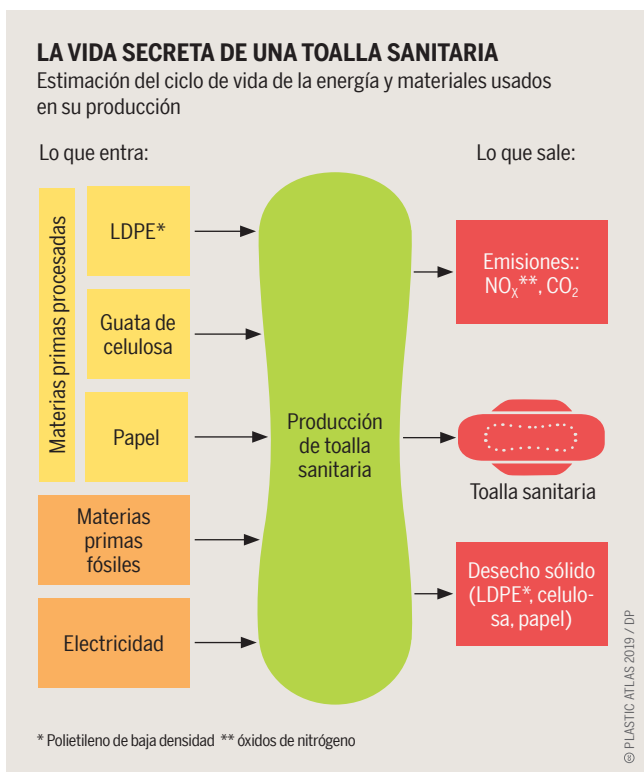 LA VIDA SECRETA DE UNA TOALLA SANITARIA
Estimación del ciclo de vida de la energía y materiales usados
en su producción
Lo que entra:
Lo que sale:
Materias primas procesadas
LDPE*
Guata de
celulosa
Papel
Materias
primas
fósiles
Electricidad
Producción
de toalla
sanitaria
Emisiones::
NOₓ**, CO₂
Toalla sanitaria
Desecho sólido
(LDPE*, celulo-
sa, papel)
* Polietileno de baja densidad ** óxidos de nitrógeno
PLASTIC ATLAS 2019 / DP